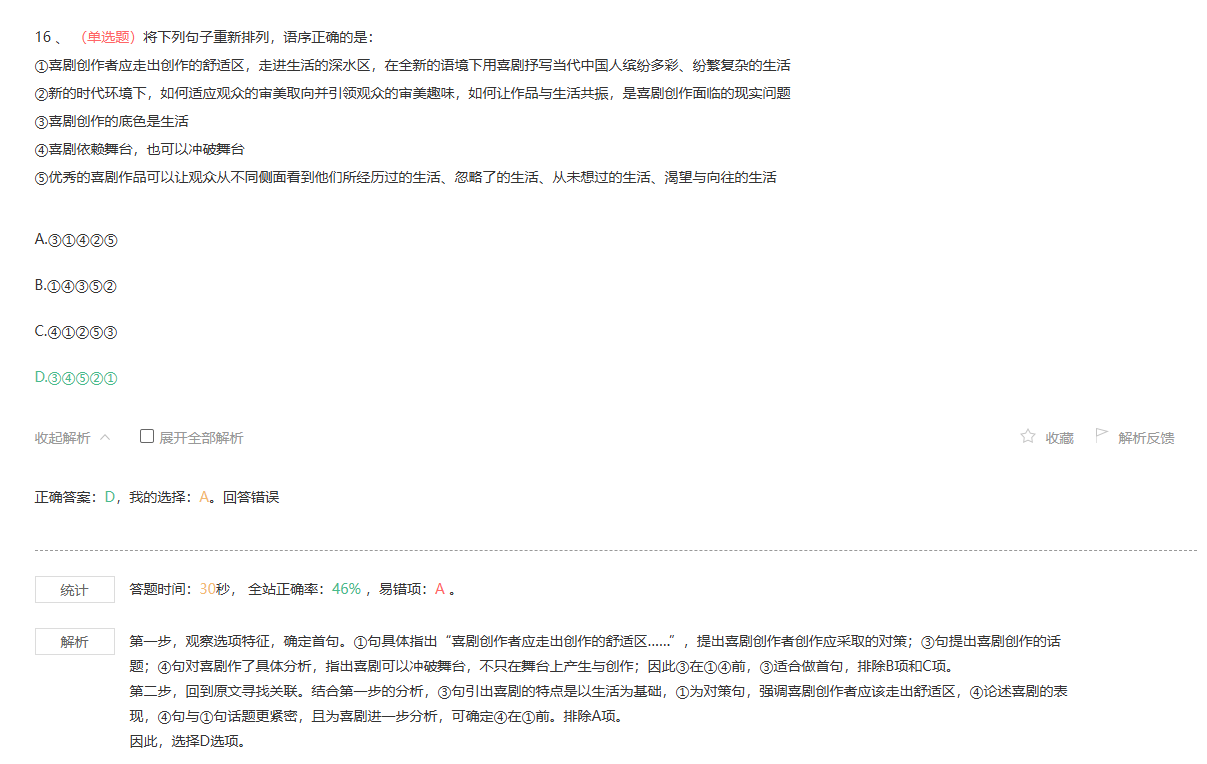 16 、 （单选题）将下列句子重新排列，语序正确的是：
①喜剧创作者应走出创作的舒适区，走进生活的深水区，在全新的语境下用喜剧抒写当代中国人缤纷多彩、纷繁复杂的生活
②新的时代环境下，如何适应观众的审美取向并引领观众的审美趣味，如何让作品与生活共振，是喜剧创作面临的现实问题
③喜剧创作的底色是生活
④喜剧依赖舞台，也可以冲破舞台
⑤优秀的喜剧作品可以让观众从不同侧面看到他们所经历过的生活、忽略了的生活、从未想过的生活、渴望与向往的生活
A.③①④②⑤
B.①④③⑤②
C.④①②⑤③
D.③④⑤②①
收起解析 展开全部解析 收藏 解析反馈
正确答案：D，我的选择：A。回答错误
统计 答题时间：30秒， 全站正确率：46% ，易错项：A 。
解析 第一步，观察选项特征，确定首句。①句具体指出“喜剧创作者应走出创作的舒适区……”，提出喜剧创作者创作应采取的对策；③句提出喜剧创作的话
题；④句对喜剧作了具体分析，指出喜剧可以冲破舞台，不只在舞台上产生与创作；因此③在①④前，③适合做首句，排除B项和C项。
第二步，回到原文寻找关联。结合第一步的分析，③句引出喜剧的特点是以生活为基础，①为对策句，强调喜剧创作者应该走出舒适区，④论述喜剧的表
现，④句与①句话题更紧密，且为喜剧进一步分析，可确定④在①前。排除A项。
因此，选择D选项。